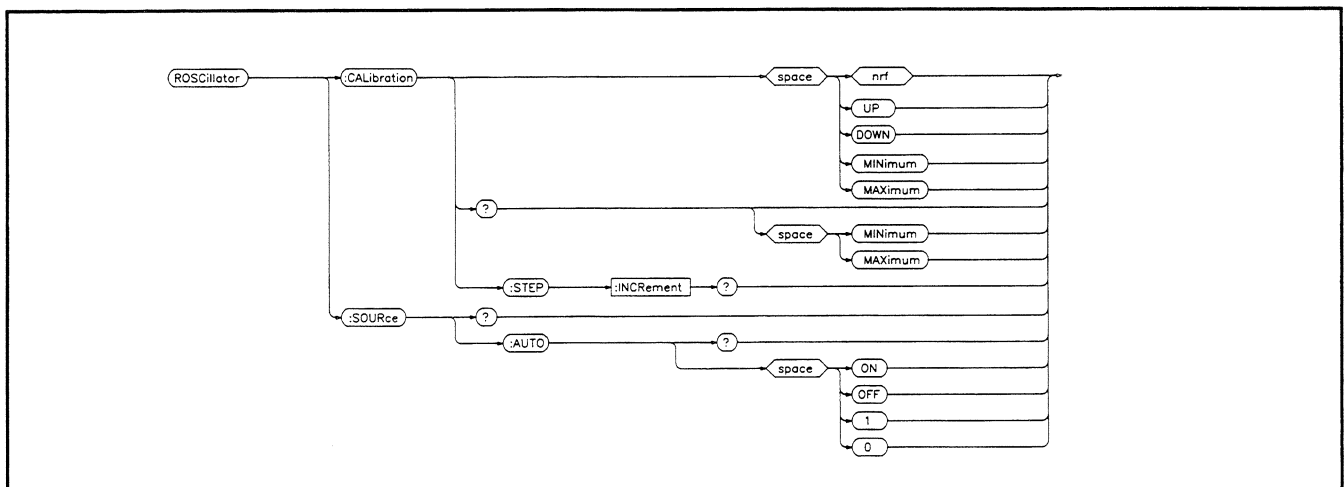 ROSCillator :CALibration space nrf
UP
DOWN
MINimum
MAXimum
?
space MINimum
MAXimum
:STEP :INCRement ?
:SOURce ?
:AUTO ?
space ON
OFF
1
0